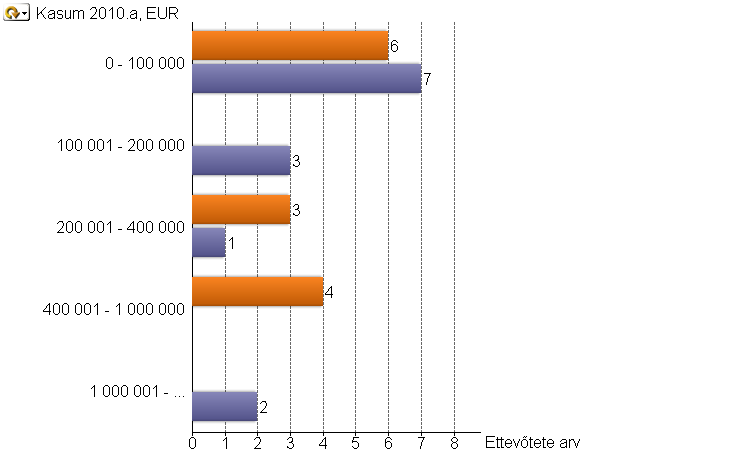 Kasum 2010.a, EUR
6
0 - 100 000
7
100 001 - 200 000
3
3
200 001 - 400 000
1
4
400 001 - 1 000 000
1 000 001 - ...
2
0 1 2 3 4 5 6 7 8 Ettevõtete arv